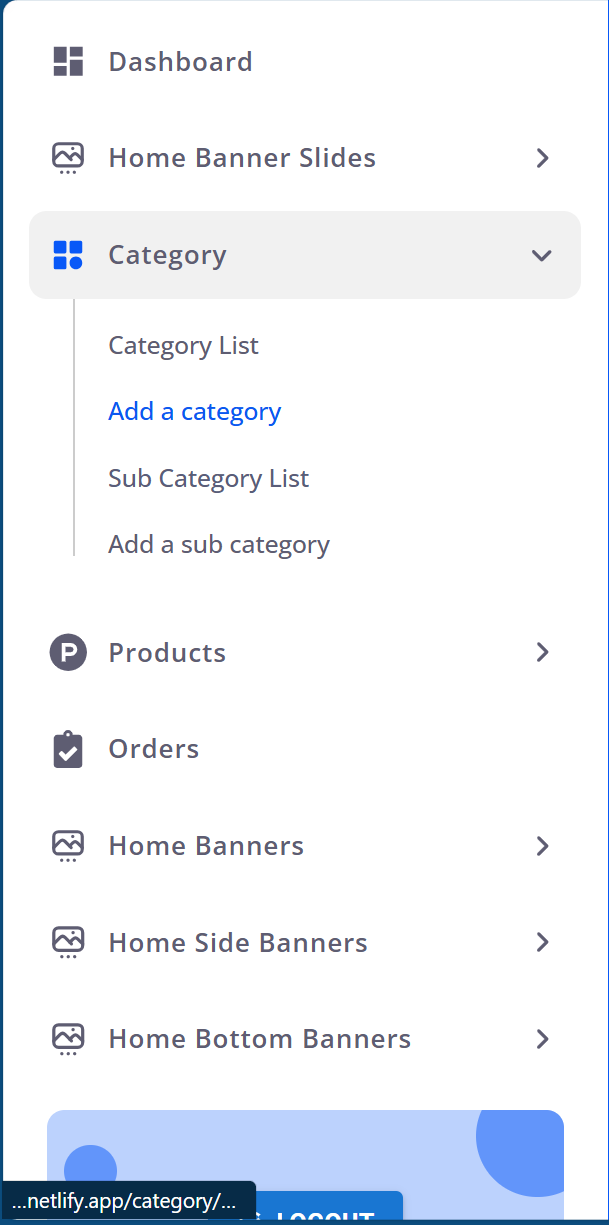 Dashboard
Home Banner Slides
Category
Category List
Add a category
Sub Category List
Add a sub category
P Products
Orders
Home Banners
Home Side Banners
Home Bottom Banners
...netlify.app/category/...
LOGOUT